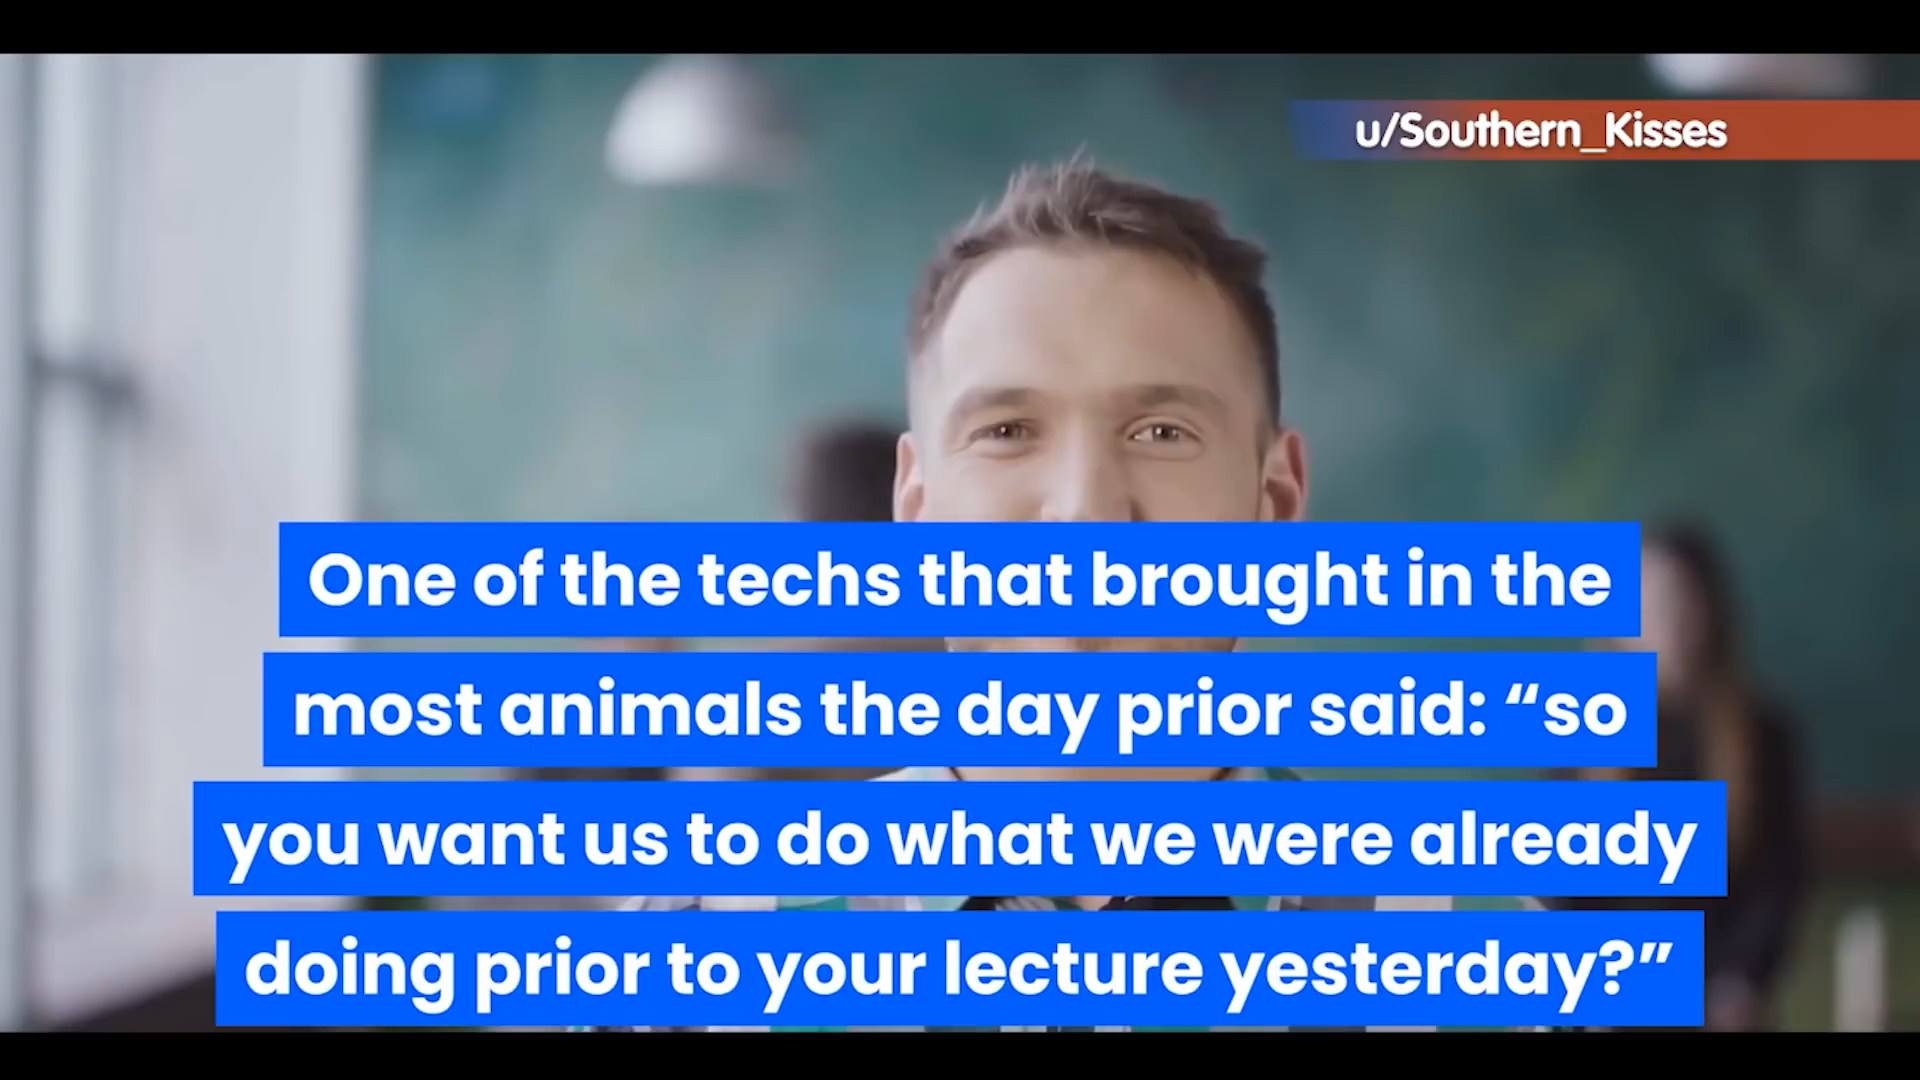 u/Southern_Kisses
One of the techs that brought in the
most animals the day prior said: “so
you want us to do what we were already
doing prior to your lecture yesterday?”